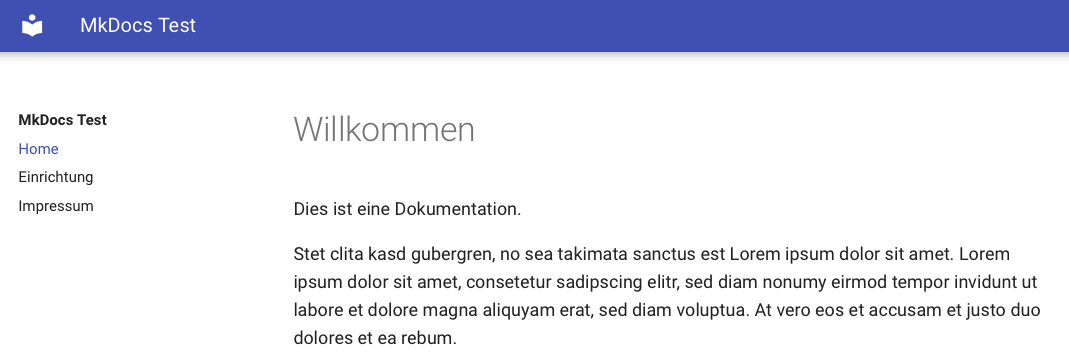 MkDocs Test
MkDocs Test
Home
Einrichtung
Impressum
Willkommen
Dies ist eine Dokumentation.
Stet clita kasd gubergren, no sea takimata sanctus est Lorem ipsum dolor sit amet. Lorem
ipsum dolor sit amet, consetetur sadipscing elitr, sed diam nonumy eirmod tempor invidunt ut
labore et dolore magna aliquyam erat, sed diam voluptua. At vero eos et accusam et justo duo
dolores et ea rebum.